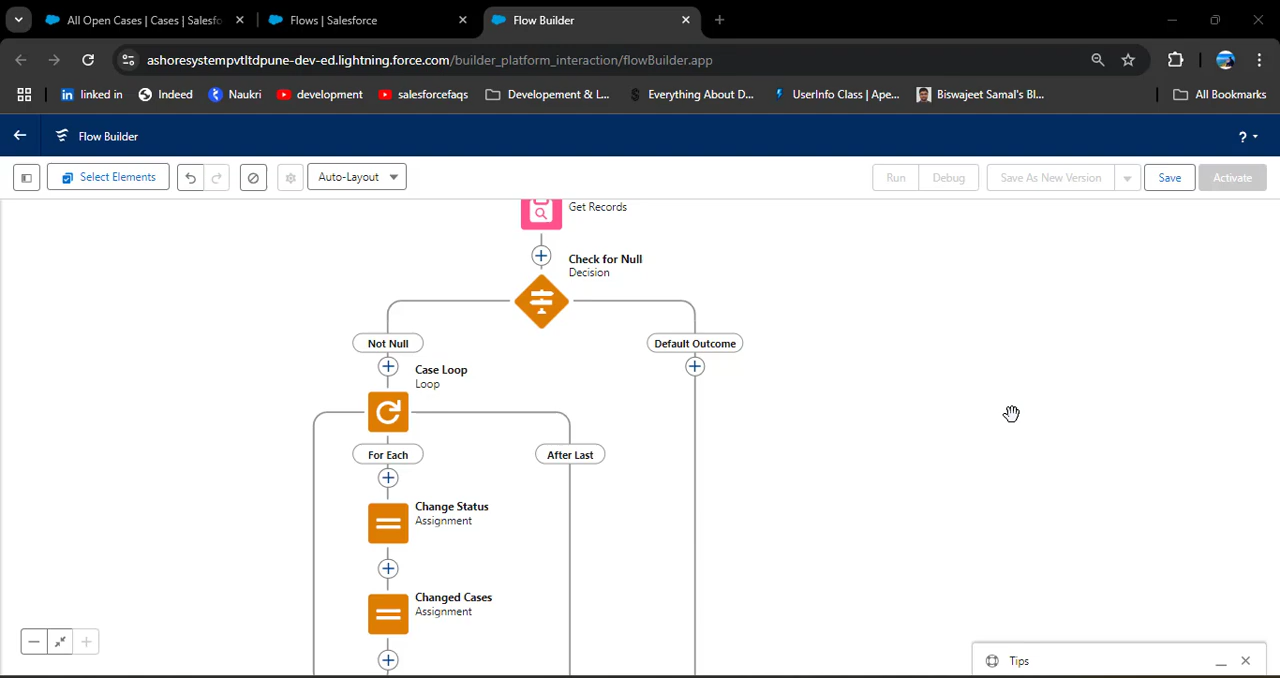 All Open Cases | Cases | Salesfo
Flows | Salesforce
Flow Builder
ashoresystempvtltdpune-dev-ed.lightning.force.com/builder_platform_interaction/flowBuilder.app
linked in
Indeed
Naukri
development
salesforcefaqs
Developement & L...
Everything About D...
UserInfo Class | Ape...
Biswajeet Samal's Bl...
All Bookmarks
Flow Builder
?
Select Elements
Auto-Layout
Run
Debug
Save As New Version
Save
Activate
Get Records
Check for Null
Decision
Not Null
Default Outcome
Case Loop
Loop
For Each
After Last
Change Status
Assignment
Changed Cases
Assignment
Tips